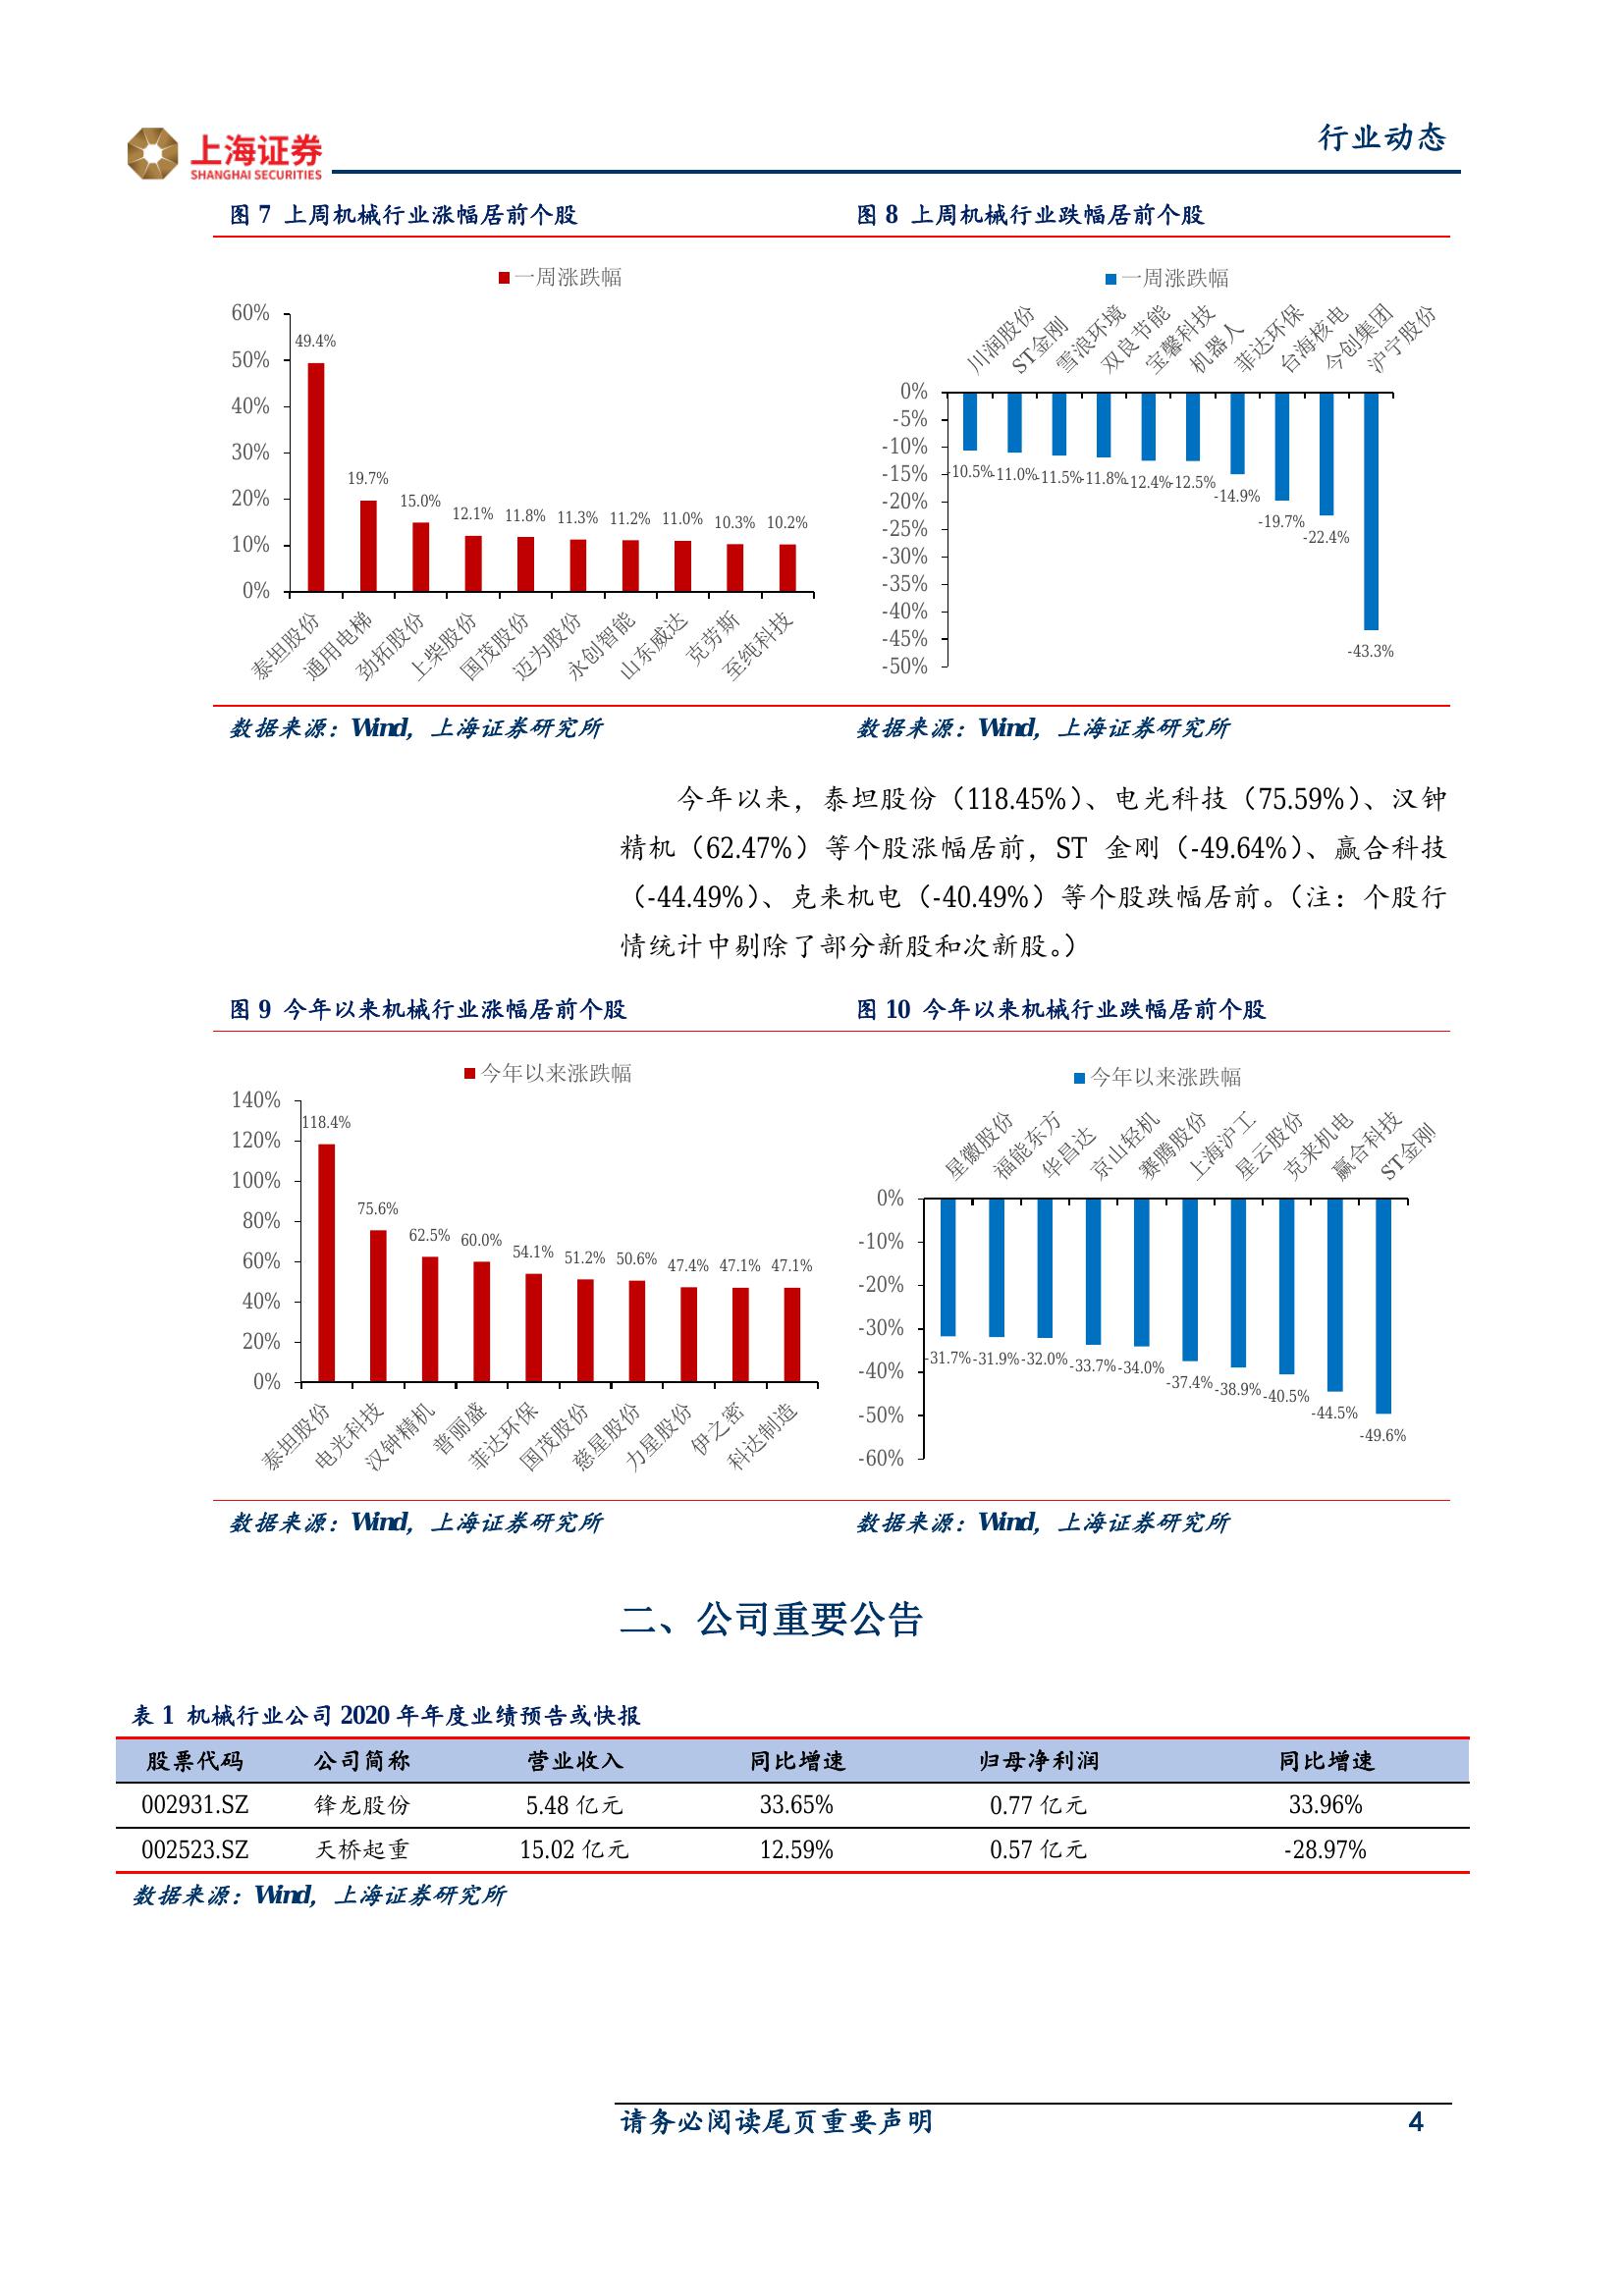 上海证券
SHANGHAI SECURITIES
行业动态
图 7 上周机械行业涨幅居前个股
一周涨跌幅
60%
50%
40%
30%
20%
10%
0%
49.4%
19.7%
15.0%
12.1%
11.8%
11.3%
11.2%
11.0%
10.3%
10.2%
泰坦股份
通用电梯
劲拓股份
上柴股份
国茂股份
迈为股份
永创智能
山东威达
克劳斯
至纯科技
数据来源：Wind，上海证券研究所
图 8 上周机械行业跌幅居前个股
一周涨跌幅
川润股份
ST金刚
雪浪环境
双良节能
宝馨科技
机器人
菲达环保
台海核电
今创集团
沪宁股份
0%
-5%
-10%
-15%
-20%
-25%
-30%
-35%
-40%
-45%
-50%
-10.5%
-11.0%
-11.5%
-11.8%
-12.4%
-12.5%
-14.9%
-19.7%
-22.4%
-43.3%
数据来源：Wind，上海证券研究所
今年以来，泰坦股份（118.45%）、电光科技（75.59%）、汉钟
精机（62.47%）等个股涨幅居前，ST 金刚（-49.64%）、赢合科技
（-44.49%）、克来机电（-40.49%）等个股跌幅居前。（注：个股行
情统计中剔除了部分新股和次新股。）
图 9 今年以来机械行业涨幅居前个股
今年以来涨跌幅
140%
120%
100%
80%
60%
40%
20%
0%
118.4%
75.6%
62.5%
60.0%
54.1%
51.2%
50.6%
47.4%
47.1%
47.1%
泰坦股份
电光科技
汉钟精机
普丽盛
菲达环保
国茂股份
慈星股份
力星股份
伊之密
科达制造
数据来源：Wind，上海证券研究所
图 10 今年以来机械行业跌幅居前个股
今年以来涨跌幅
星徽股份
福能东方
华昌达
京山轻机
赛腾股份
上海沪工
星云股份
克来机电
赢合科技
ST金刚
0%
-10%
-20%
-30%
-40%
-50%
-60%
-31.7%
-31.9%
-32.0%
-33.7%
-34.0%
-37.4%
-38.9%
-40.5%
-44.5%
-49.6%
数据来源：Wind，上海证券研究所
二、公司重要公告
表 1 机械行业公司 2020 年年度业绩预告或快报
股票代码 公司简称 营业收入 同比增速 归母净利润 同比增速
002931.SZ 锋龙股份 5.48 亿元 33.65% 0.77 亿元 33.96%
002523.SZ 天桥起重 15.02 亿元 12.59% 0.57 亿元 -28.97%
数据来源：Wind，上海证券研究所
请务必阅读尾页重要声明 4